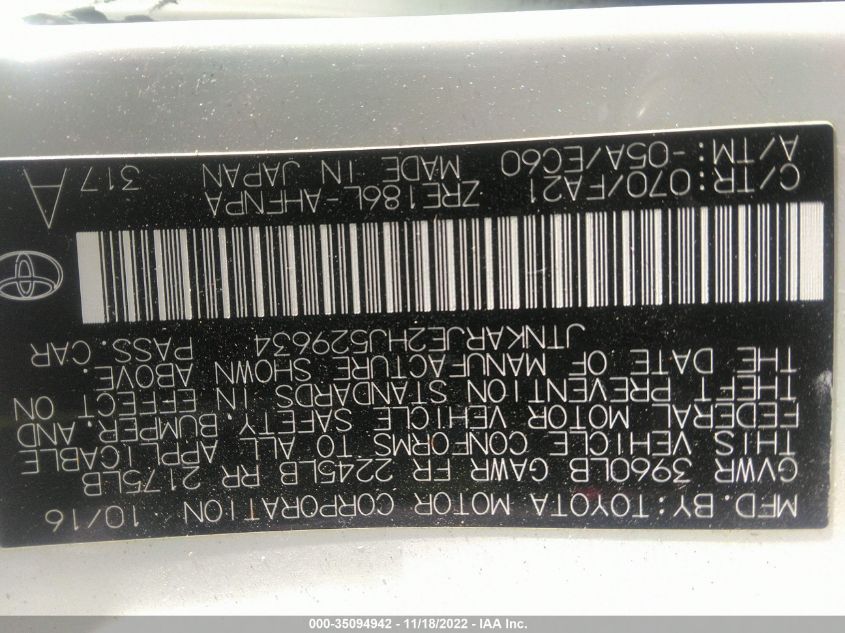 MFD. BY: TOYOTA MOTOR CORPORATION 10/16
GVWR 3960LB GAWR FR 2245LB RR 2175LB
THIS VEHICLE CONFORMS TO ALL APPLICABLE
FEDERAL MOTOR VEHICLE SAFETY BUMPER. AND
THEFT PREVENTION STANDARDS IN EFFECT ON
THE DATE OF MANUFACTURE SHOWN ABOVE.
JTNKARJE2HJ529634 PASS. CAR
C/TR: 070/FA21 ZRE186L-AHFNPA 317 A
A/TM: -05A/EC60 MADE IN JAPAN
000-35094942 - 11/18/2022 - IAA Inc.